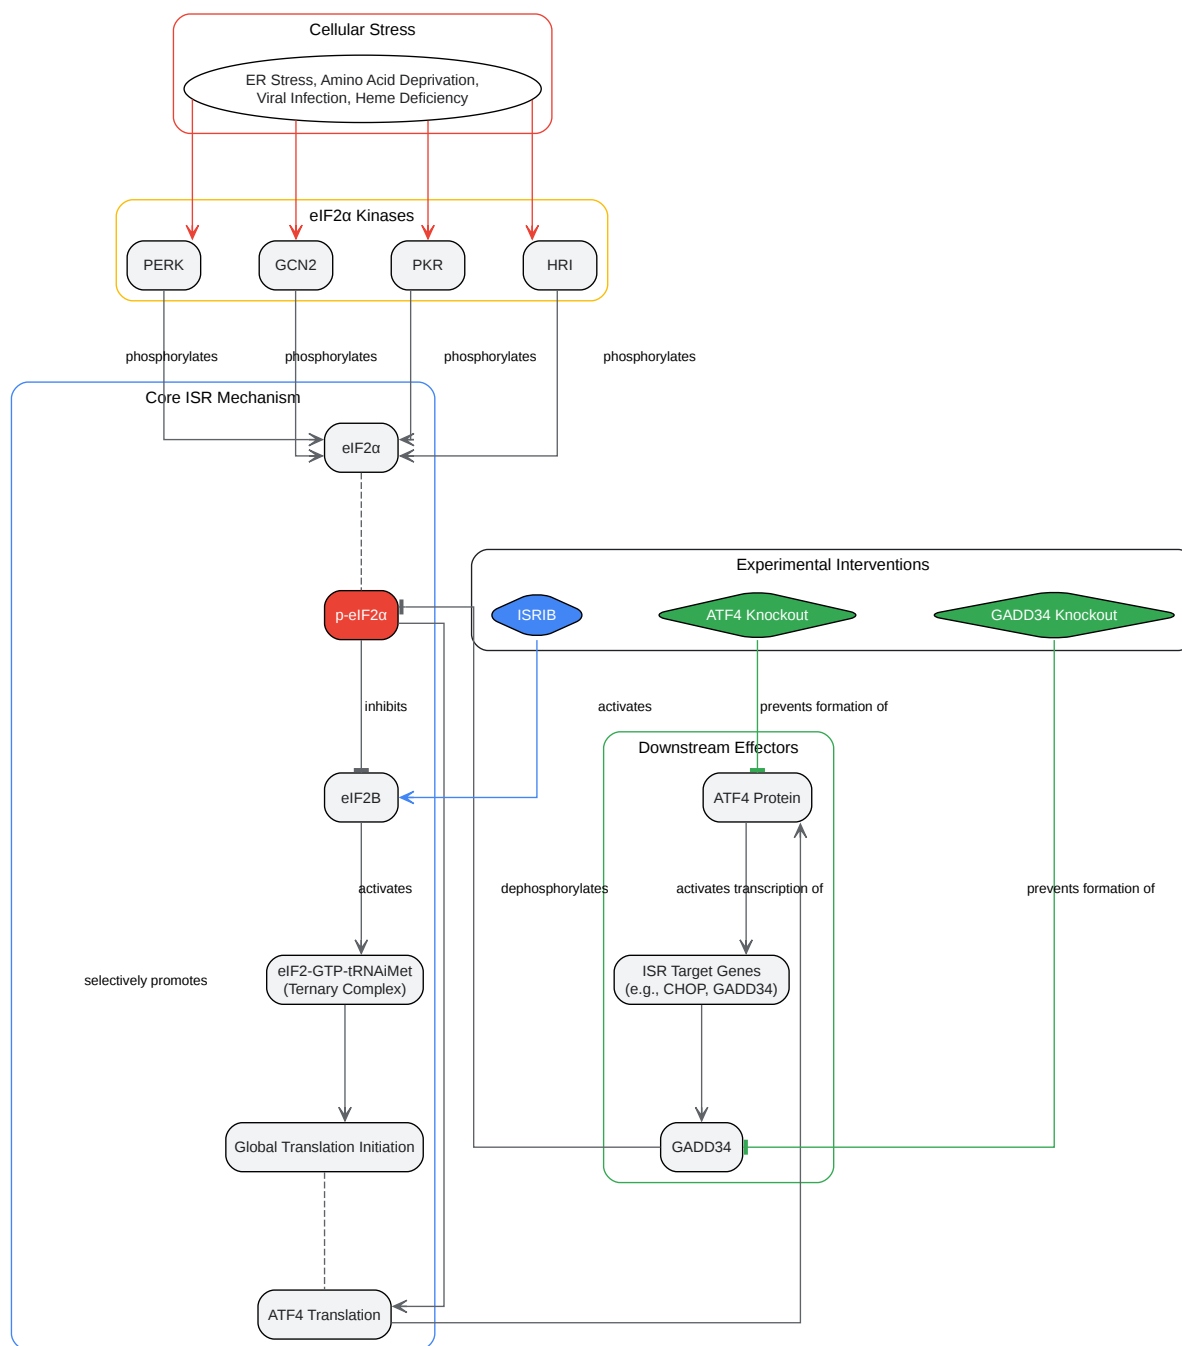 Cellular Stress
ER Stress, Amino Acid Deprivation,
Viral Infection, Heme Deficiency
eIF2α Kinases
PERK
GCN2
PKR
HRI
phosphorylates
phosphorylates
phosphorylates
phosphorylates
Core ISR Mechanism
eIF2α
Experimental Interventions
p-eIF2α
ISRIB
ATF4 Knockout
GADD34 Knockout
inhibits
activates
prevents formation of
Downstream Effectors
eIF2B
ATF4 Protein
activates
dephosphorylates
activates transcription of
prevents formation of
selectively promotes
eIF2-GTP-tRNAiMet
(Ternary Complex)
ISR Target Genes
(e.g., CHOP, GADD34)
Global Translation Initiation
GADD34
ATF4 Translation